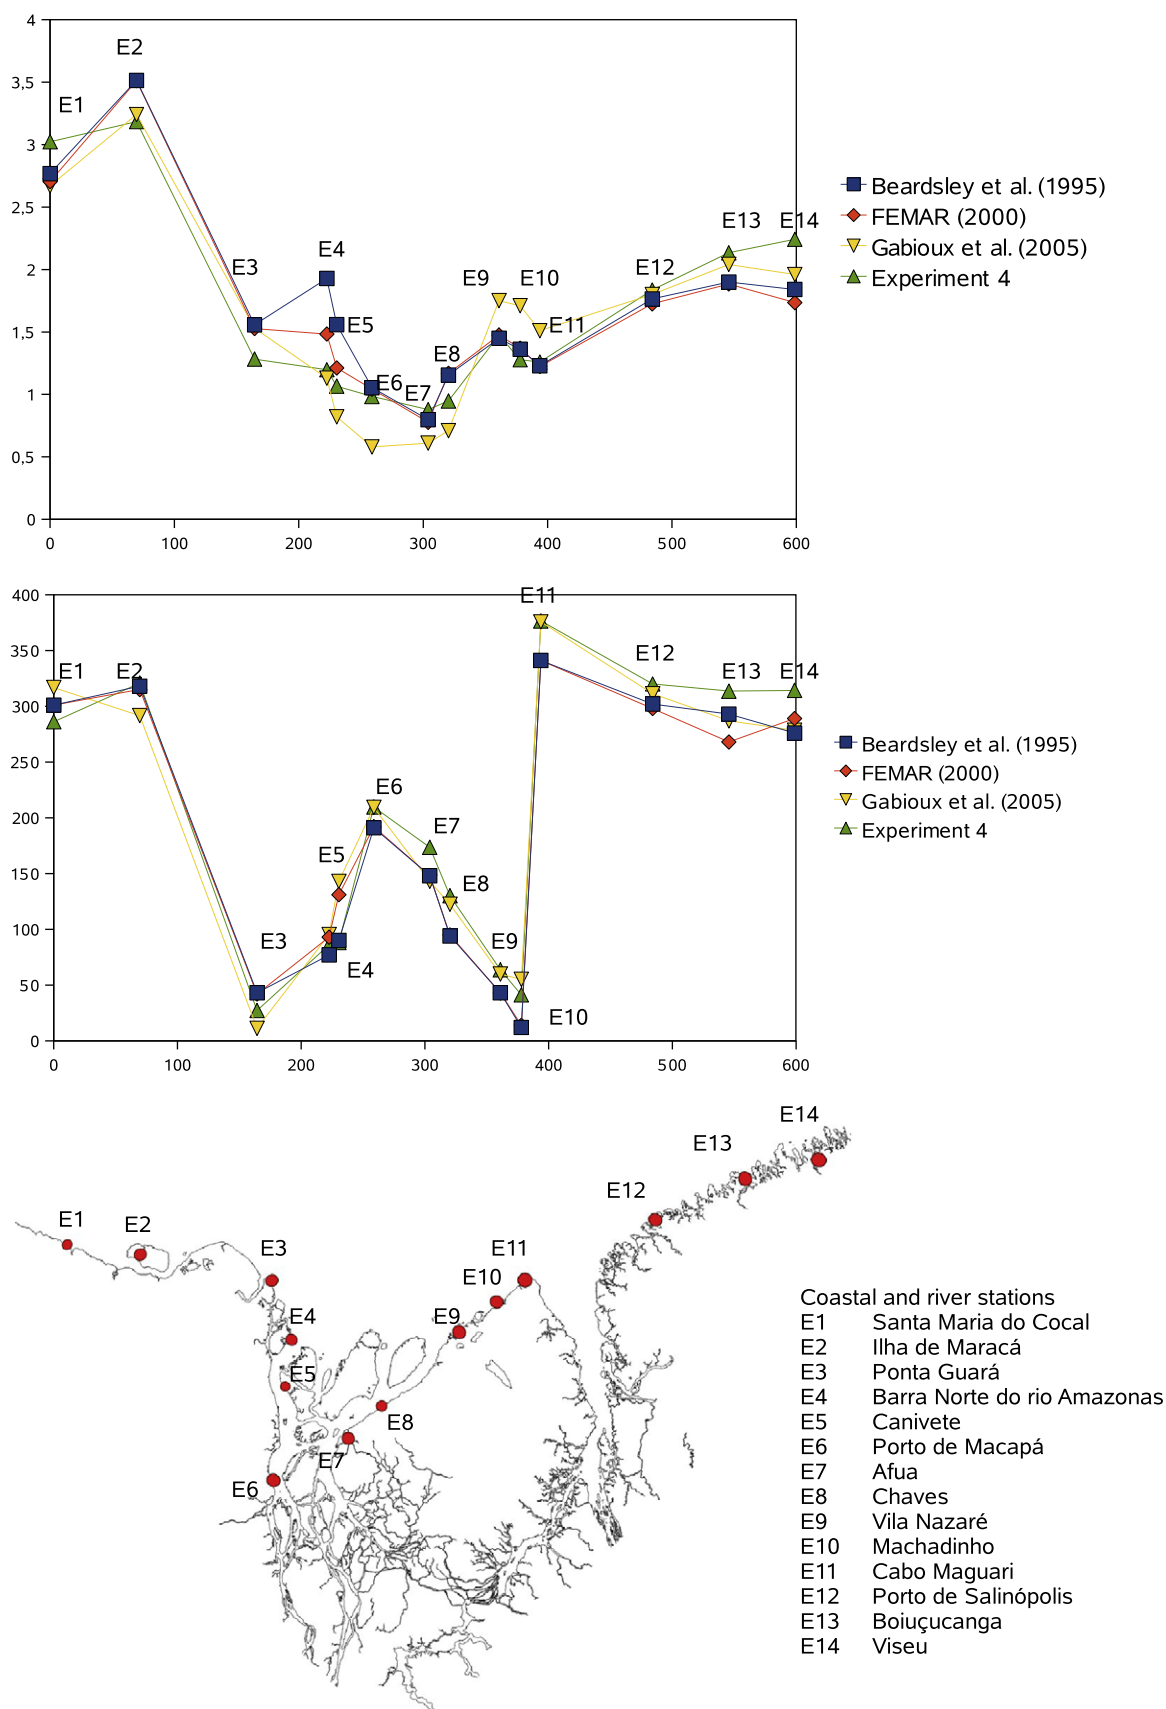 4
3,5
3
2,5
2
1,5
1
0,5
0
0 100 200 300 400 500 600
E1
E2
E3
E4
E5
E6
E7
E8
E9
E10
E11
E12
E13
E14
Beardsley et al. (1995)
FEMAR (2000)
Gabioux et al. (2005)
Experiment 4
400
350
300
250
200
150
100
50
0
0 100 200 300 400 500 600
E1
E2
E3
E4
E5
E6
E7
E8
E9
E10
E11
E12
E13
E14
Beardsley et al. (1995)
FEMAR (2000)
Gabioux et al. (2005)
Experiment 4
E1
E2
E3
E4
E5
E6
E7
E8
E9
E10
E11
E12
E13
E14
Coastal and river stations
E1 Santa Maria do Cocal
E2 Ilha de Maracá
E3 Ponta Guará
E4 Barra Norte do rio Amazonas
E5 Canivete
E6 Porto de Macapá
E7 Afua
E8 Chaves
E9 Vila Nazaré
E10 Machadinho
E11 Cabo Maguari
E12 Porto de Salinópolis
E13 Boiuçucanga
E14 Viseu